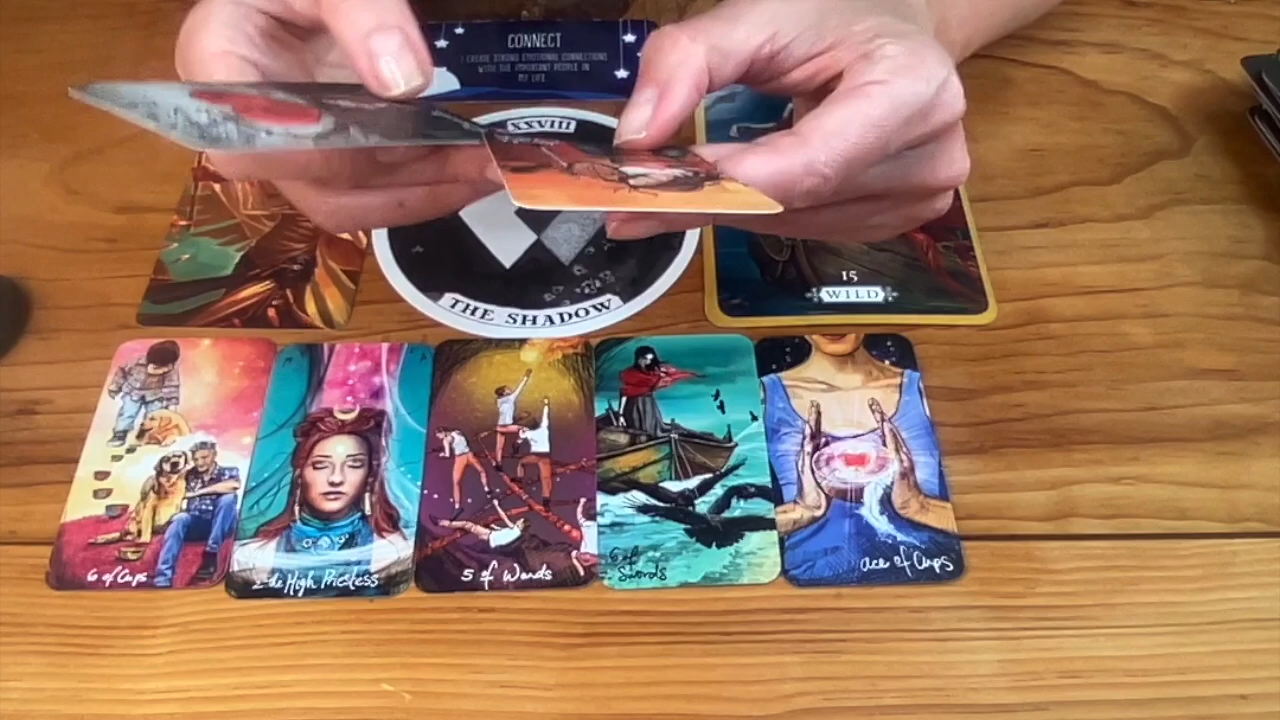 CONNECT
I CREATE STRONG EMOTIONAL CONNECTIONS
WITH THE IMPORTANT PEOPLE IN
MY LIFE
XXVIII
THE SHADOW
15
WILD
6 of Cups
2 the High Priestess
5 of Wands
6 of
Swords
ace of Cups